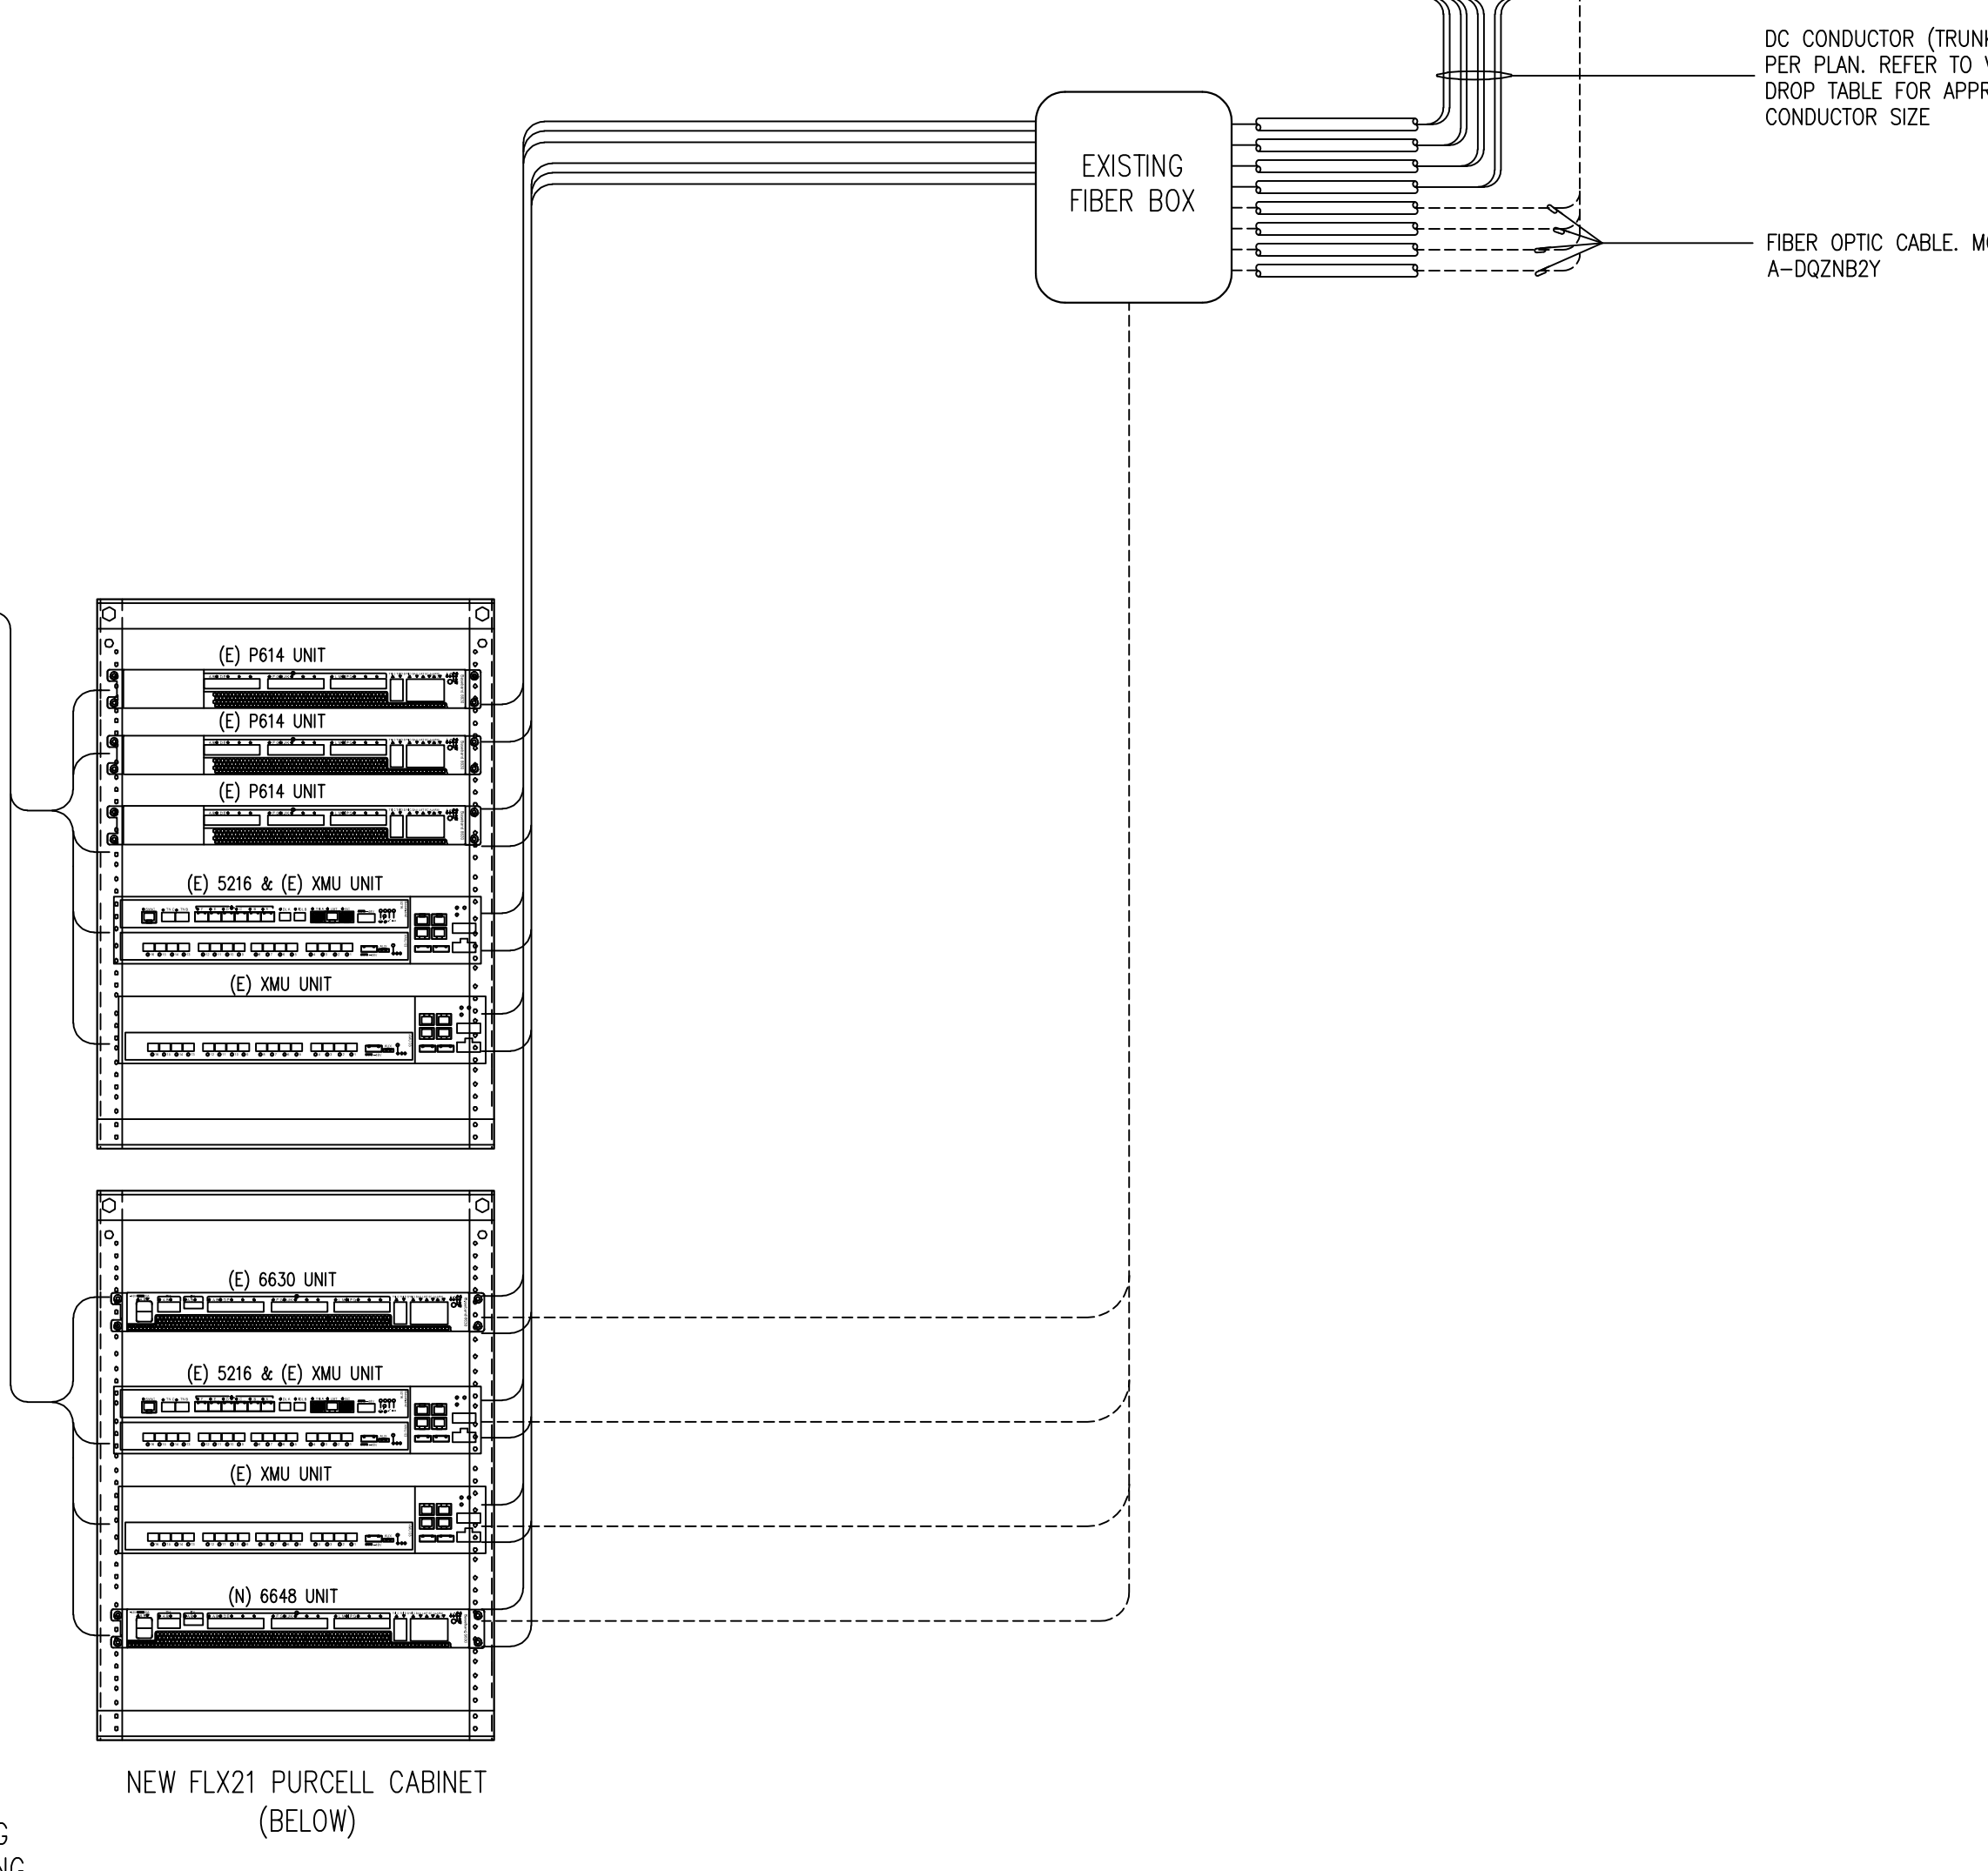 DC CONDUCTOR (TRUN
PER PLAN. REFER TO
DROP TABLE FOR APPR
CONDUCTOR SIZE
EXISTING
FIBER BOX
FIBER OPTIC CABLE.
A-DQZNB2Y
(E) P614 UNIT
(E) P614 UNIT
(E) P614 UNIT
(E) 5216 & (E) XMU UNIT
(E) XMU UNIT
(E) 6630 UNIT
(E) 5216 & (E) XMU UNIT
(E) XMU UNIT
(N) 6648 UNIT
NEW FLX21 PURCELL CABINET
(BELOW)
G
NG